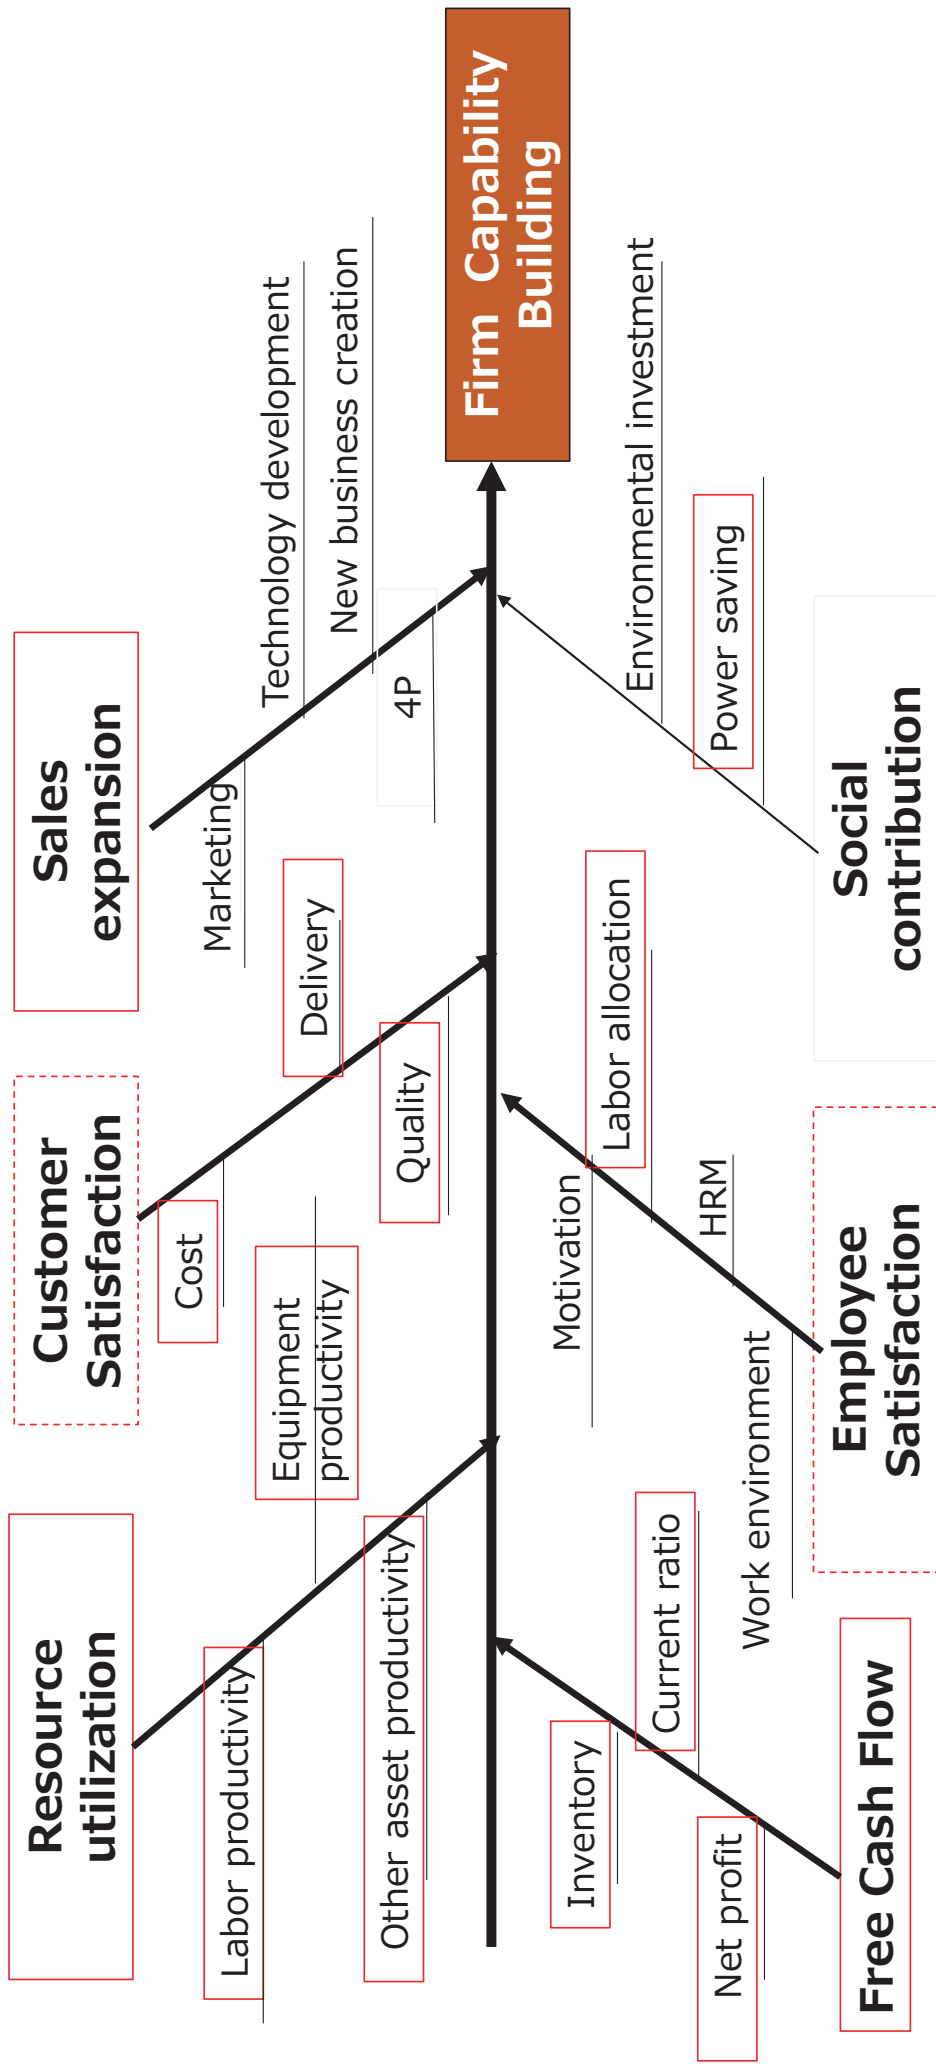 Resource
utilization
Customer
Satisfaction
Sales
expansion
Labor productivity
Equipment
productivity
Other asset productivity
Cost
Delivery
Quality
Marketing
Technology development
New business creation
4P
Firm Capability
Building
Inventory
Current ratio
Net profit
Motivation
Labor allocation
HRM
Work environment
Environmental investment
Power saving
Free Cash Flow
Employee
Satisfaction
Social
contribution